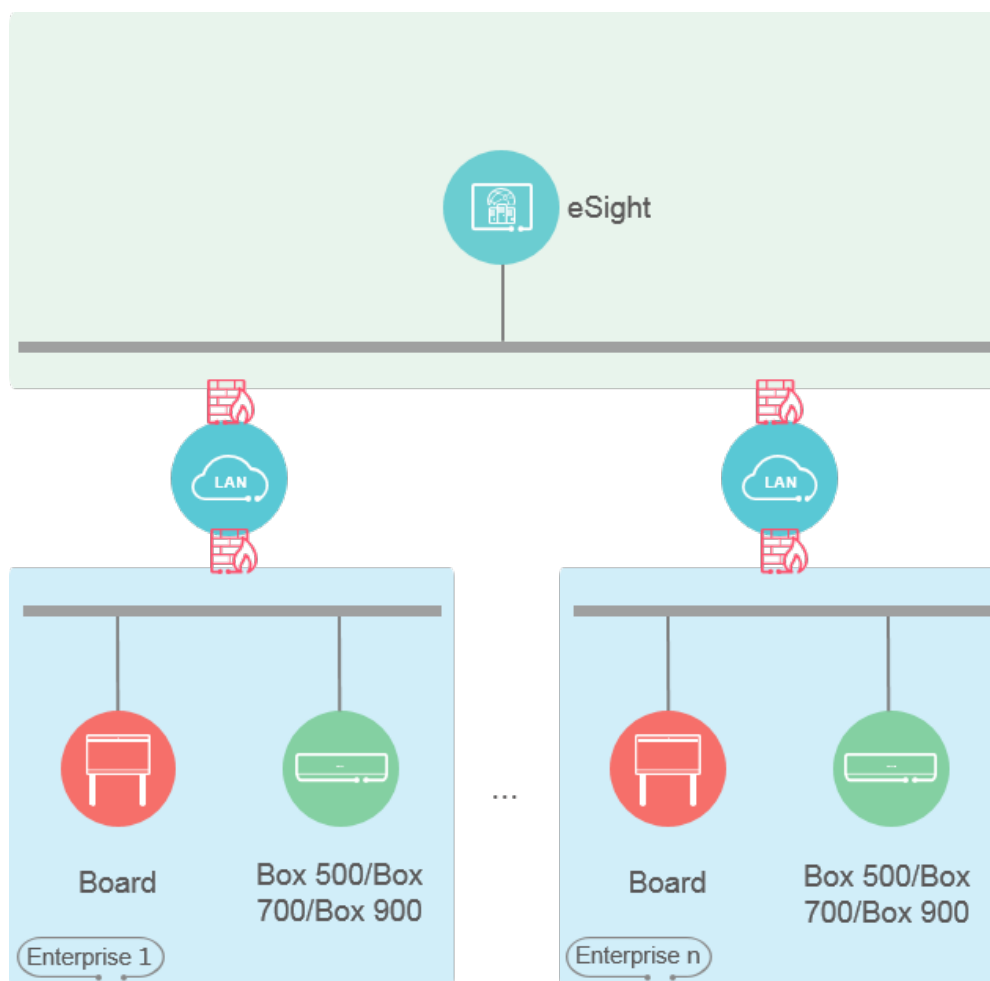 eSight
LAN
LAN
Board
Box 500/Box
700/Box 900
Enterprise 1
...
Board
Box 500/Box
700/Box 900
Enterprise n